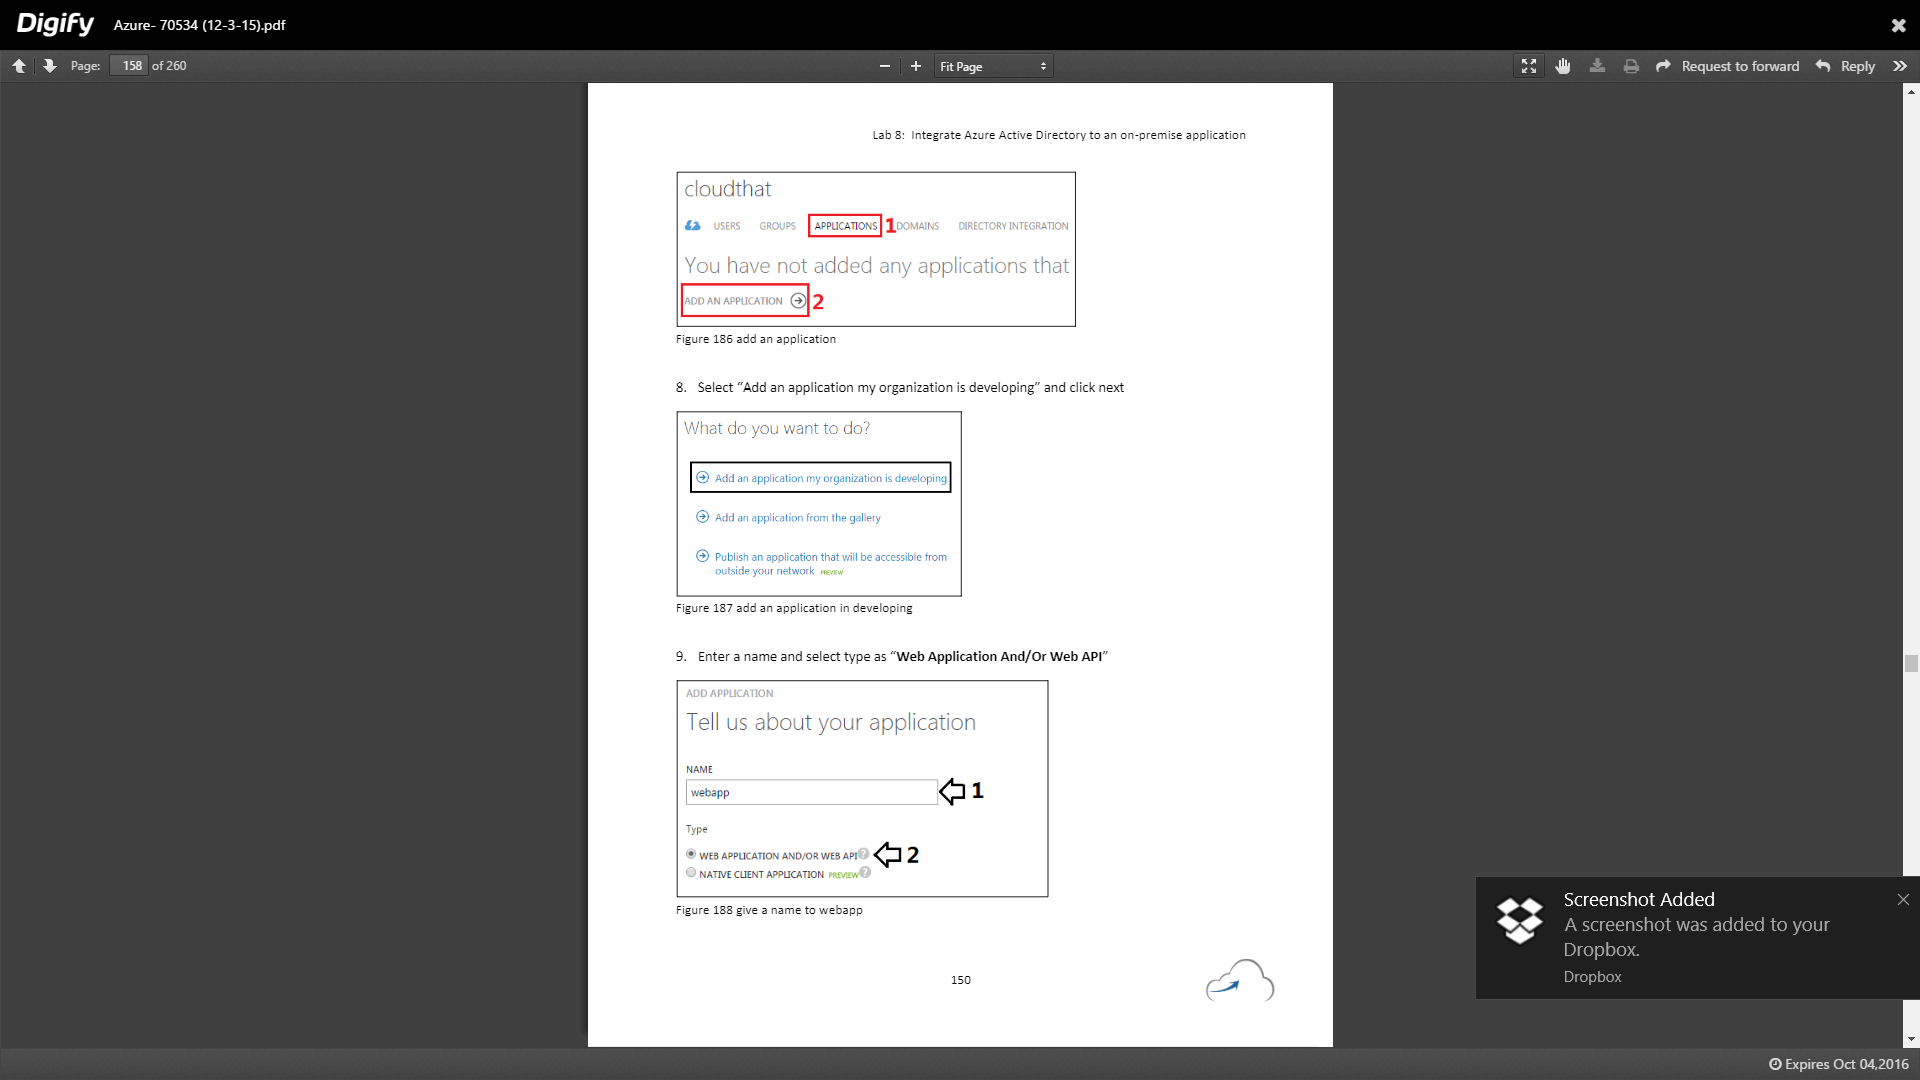 Digify Azure- 70534 (12-3-15).pdf
Page: 158 of 260 Fit Page Request to forward Reply
Lab 8: Integrate Azure Active Directory to an on-premise application
cloudthat
USERS GROUPS APPLICATIONS 1 DOMAINS DIRECTORY INTEGRATION
You have not added any applications that
ADD AN APPLICATION 2
Figure 186 add an application
8. Select “Add an application my organization is developing” and click next
What do you want to do?
Add an application my organization is developing
Add an application from the gallery
Publish an application that will be accessible from
outside your network PREVIEW
Figure 187 add an application in developing
9. Enter a name and select type as “Web Application And/Or Web API”
ADD APPLICATION
Tell us about your application
NAME
webapp 1
Type
WEB APPLICATION AND/OR WEB API ? 2
NATIVE CLIENT APPLICATION PREVIEW ?
Figure 188 give a name to webapp
150
Screenshot Added
A screenshot was added to your
Dropbox.
Dropbox
Expires Oct 04,2016